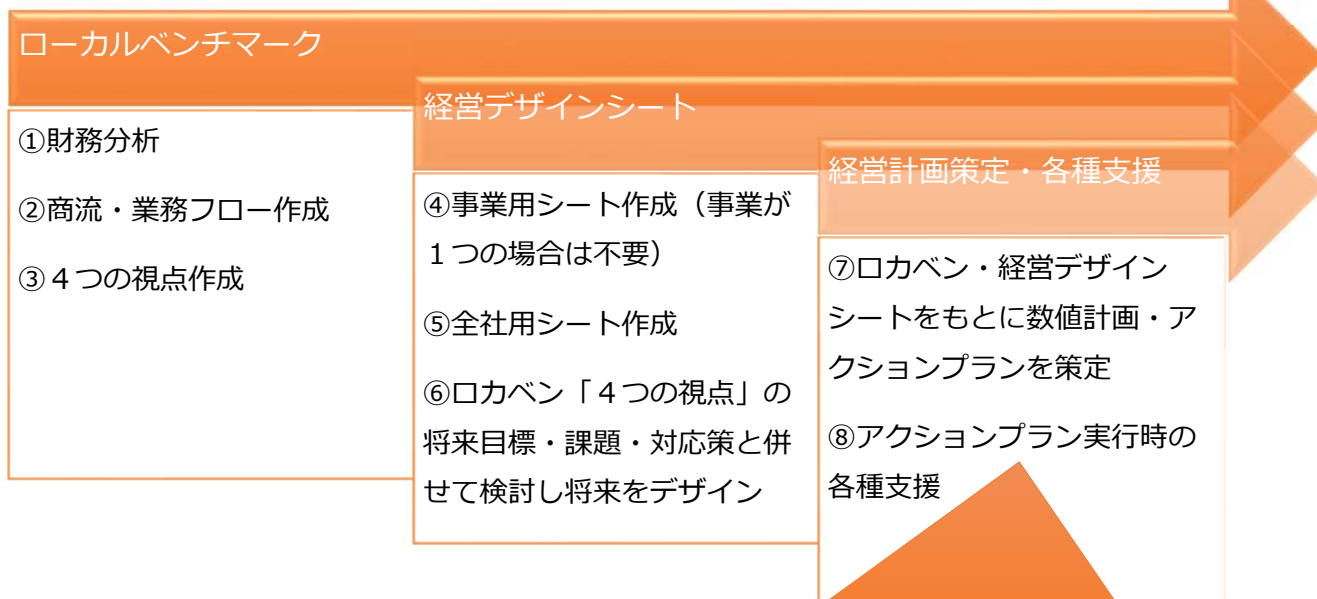 ローカルベンチマーク
①財務分析
②商流・業務フロー作成
③４つの視点作成
経営デザインシート
④事業用シート作成（事業が
１つの場合は不要）
⑤全社用シート作成
⑥ロカベン「４つの視点」の
将来目標・課題・対応策と併
せて検討し将来をデザイン
経営計画策定・各種支援
⑦ロカベン・経営デザイン
シートをもとに数値計画・ア
クションプランを策定
⑧アクションプラン実行時の
各種支援